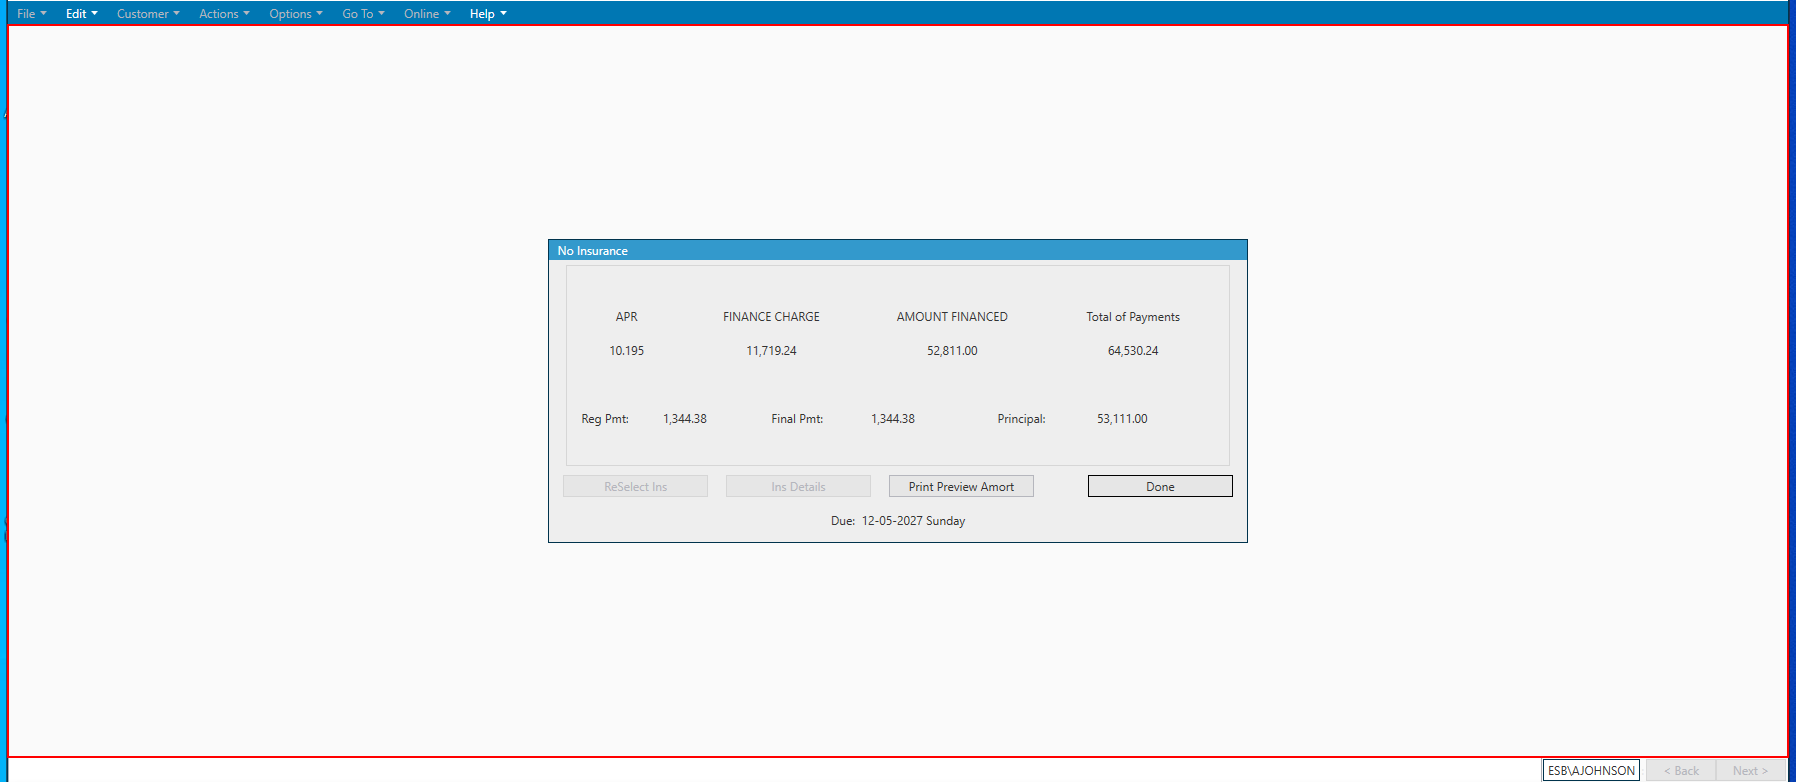 File Edit Customer Actions Options Go To Online Help
No Insurance
APR FINANCE CHARGE AMOUNT FINANCED Total of Payments
10.195 11,719.24 52,811.00 64,530.24
Reg Pmt: 1,344.38 Final Pmt: 1,344.38 Principal: 53,111.00
ReSelect Ins Ins Details Print Preview Amort Done
Due: 12-05-2027 Sunday
ESB\AJOHNSON < Back Next >